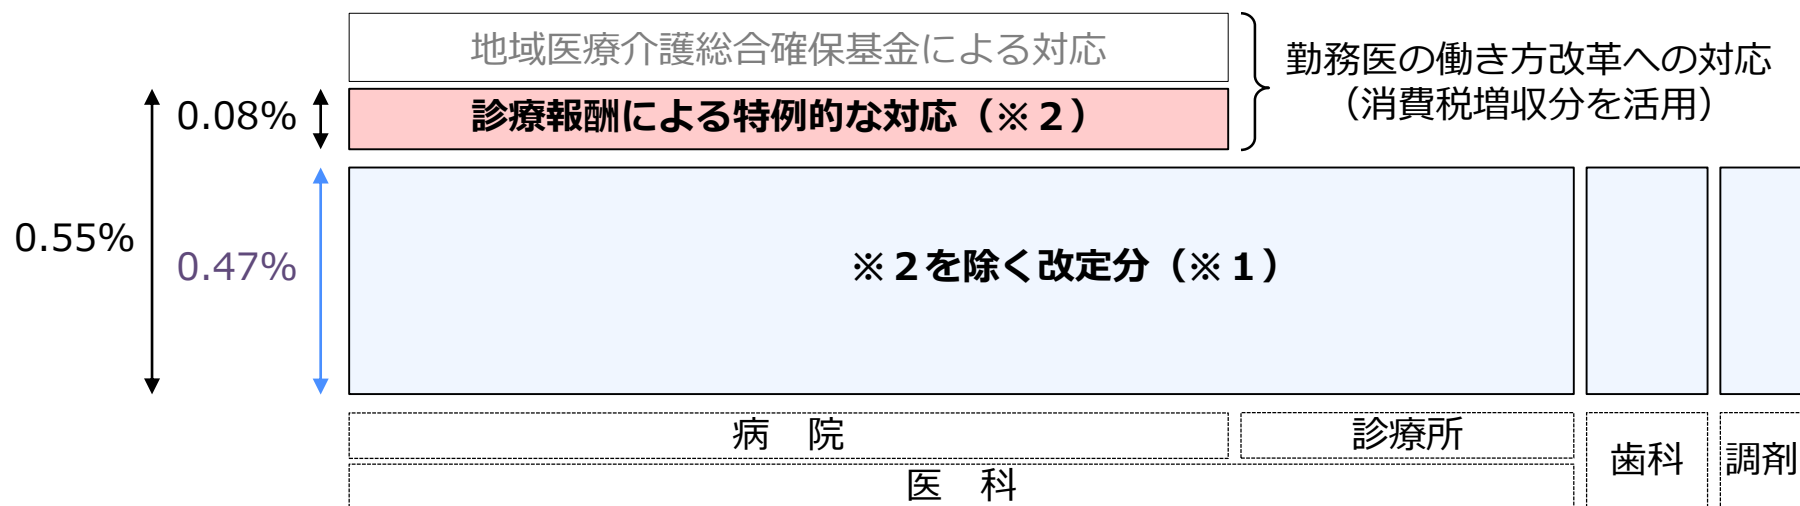 地域医療介護総合確保基金による対応
勤務医の働き方改革への対応
（消費税増収分を活用）
0.08%
診療報酬による特例的な対応（※２）
0.55%
0.47%
※２を除く改定分（※１）
病　院
診療所
歯科
調剤
医　科